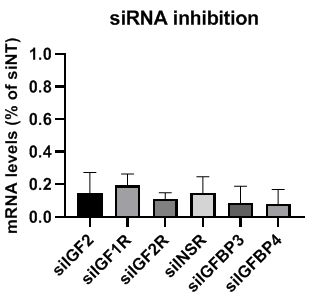 siRNA inhibition
mRNA levels (% of siNT)
1.0
0.8
0.6
0.4
0.2
0.0
siIGF2
siIGF1R
siIGF2R
siINSR
siIGFBP3
siIGFBP4